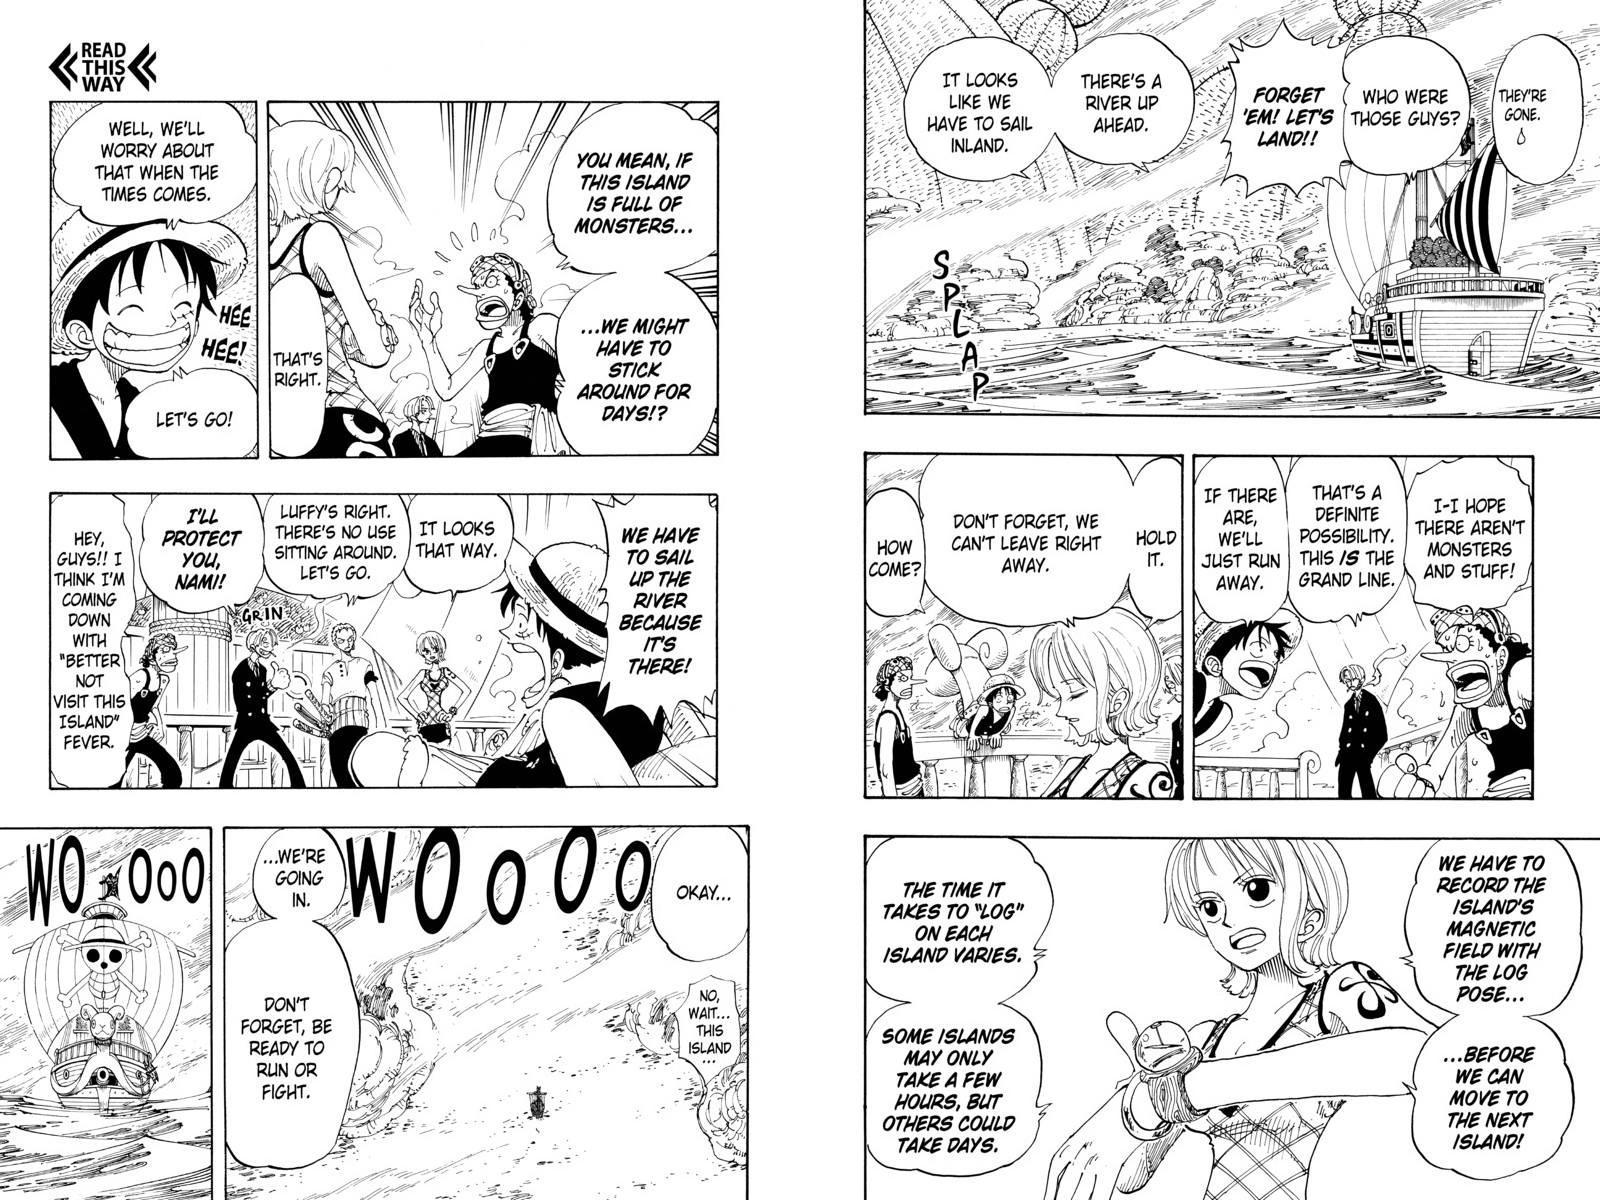 THEY'RE
GONE.
WHO WERE
THOSE GUYS?
FORGET
'EM! LET'S
LAND!!
THERE'S A
RIVER UP
AHEAD.
IT LOOKS
LIKE WE
HAVE TO SAIL
INLAND.
SPLAP
I-I HOPE
THERE AREN'T
MONSTERS
AND STUFF!
THAT'S A
DEFINITE
POSSIBILITY.
THIS IS THE
GRAND LINE.
IF THERE
ARE,
WE'LL
JUST RUN
AWAY.
HOLD
IT.
DON'T FORGET, WE
CAN'T LEAVE RIGHT
AWAY.
HOW
COME?
WE HAVE TO
RECORD THE
ISLAND'S
MAGNETIC
FIELD WITH
THE LOG
POSE...
...BEFORE
WE CAN
MOVE TO
THE NEXT
ISLAND!
THE TIME IT
TAKES TO "LOG"
ON EACH
ISLAND VARIES.
SOME ISLANDS
MAY ONLY
TAKE A FEW
HOURS, BUT
OTHERS COULD
TAKE DAYS.
READ
THIS
WAY
YOU MEAN, IF
THIS ISLAND
IS FULL OF
MONSTERS...
...WE MIGHT
HAVE TO
STICK
AROUND FOR
DAYS!?
THAT'S
RIGHT.
WELL, WE'LL
WORRY ABOUT
THAT WHEN THE
TIMES COMES.
HEE
HEE!
LET'S GO!
WE HAVE
TO SAIL
UP THE
RIVER
BECAUSE
IT'S
THERE!
IT LOOKS
THAT WAY.
LUFFY'S RIGHT.
THERE'S NO USE
SITTING AROUND.
LET'S GO.
I'LL
PROTECT
YOU,
NAMI!
GRIN
HEY,
GUYS!! I
THINK I'M
COMING
DOWN
WITH
"BETTER
NOT
VISIT THIS
ISLAND"
FEVER.
OKAY...
NO,
WAIT...
THIS
ISLAND
...
WOOOO
...WE'RE
GOING
IN.
DON'T
FORGET, BE
READY TO
RUN OR
FIGHT.
WOOOO